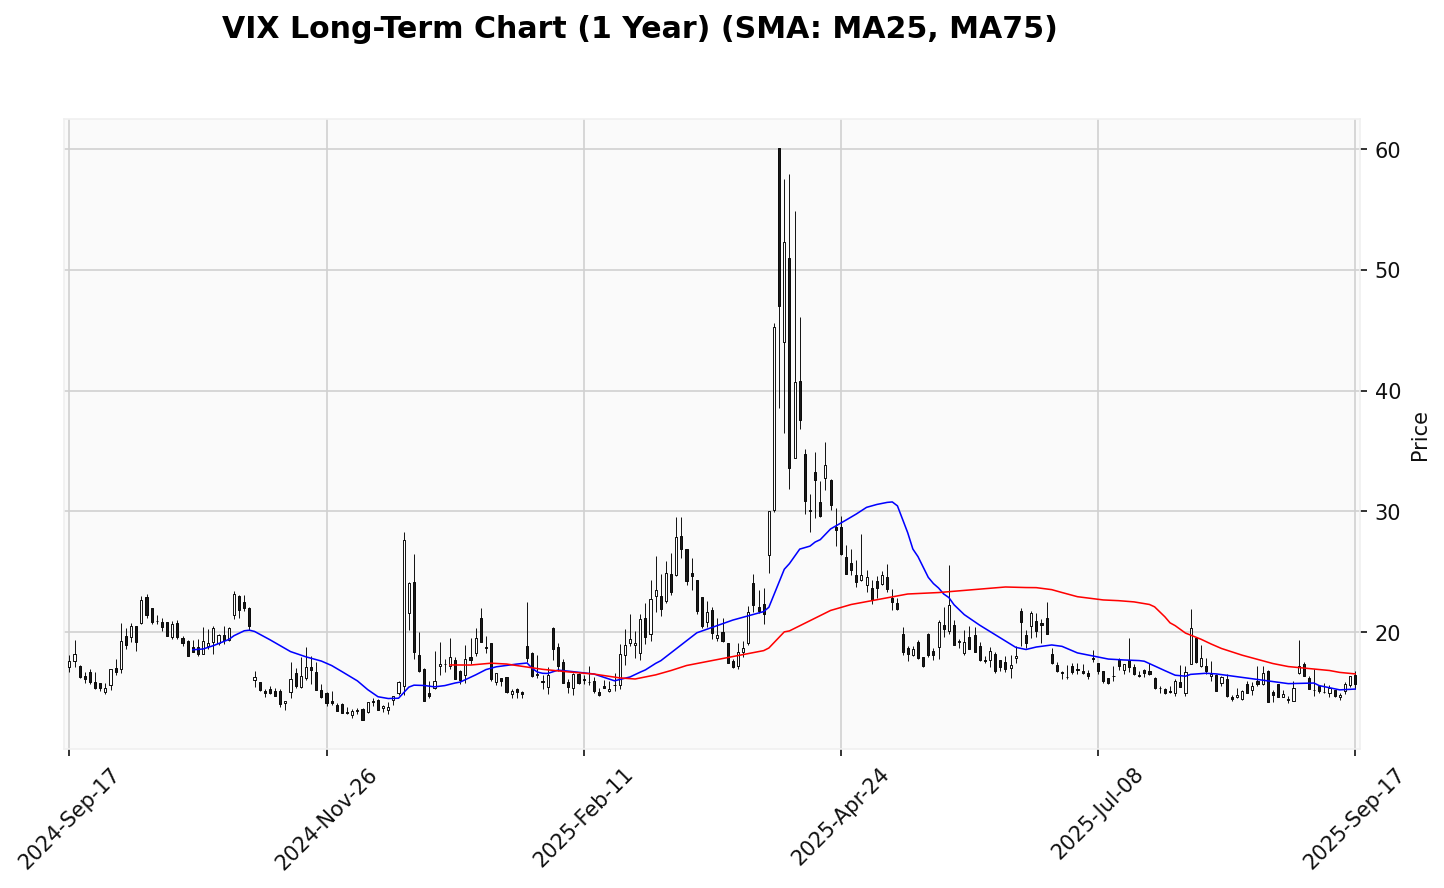 VIX Long-Term Chart (1 Year) (SMA: MA25, MA75)
60
50
40
30
20
Price
2024-Sep-17
2024-Nov-26
2025-Feb-11
2025-Apr-24
2025-Jul-08
2025-Sep-17